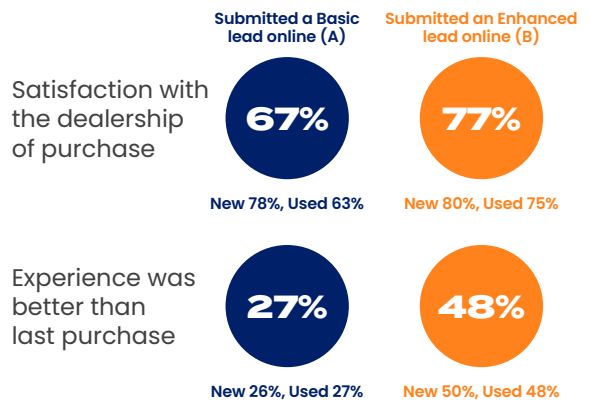 Submitted a Basic
lead online (A)
Submitted an Enhanced
lead online (B)
Satisfaction with
the dealership
of purchase
67%
77%
New 78%, Used 63%
New 80%, Used 75%
Experience was
better than
last purchase
27%
48%
New 26%, Used 27%
New 50%, Used 48%